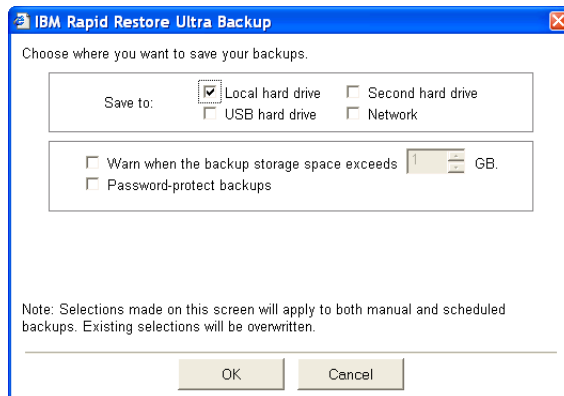 IBM Rapid Restore Ultra Backup
Choose where you want to save your backups.
Save to:
Local hard drive
Second hard drive
USB hard drive
Network
Warn when the backup storage space exceeds 1 GB.
Password-protect backups
Note: Selections made on this screen will apply to both manual and scheduled
backups. Existing selections will be overwritten.
OK
Cancel